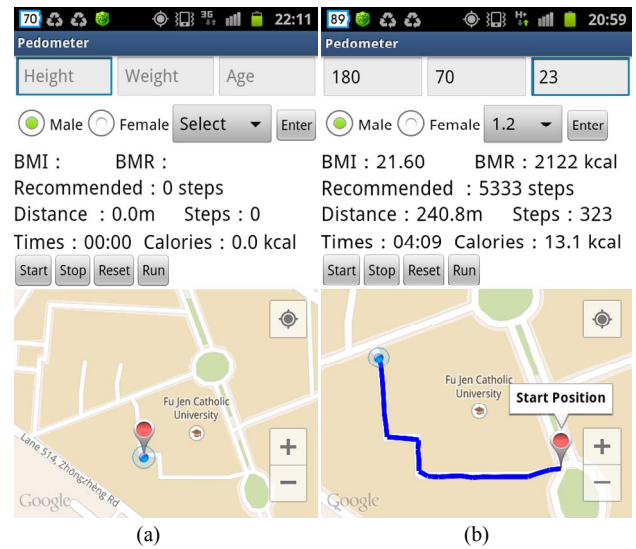 70 3G 22:11
Pedometer
Height Weight Age
Male Female Select Enter
BMI : BMR :
Recommended : 0 steps
Distance : 0.0m Steps : 0
Times : 00:00 Calories : 0.0 kcal
Start Stop Reset Run
Fu Jen Catholic
University
Lane 514, Zhongzheng Rd
+
−
Google
(a)
89 H+ 20:59
Pedometer
180 70 23
Male Female 1.2 Enter
BMI : 21.60 BMR : 2122 kcal
Recommended : 5333 steps
Distance : 240.8m Steps : 323
Times : 04:09 Calories : 13.1 kcal
Start Stop Reset Run
Fu Jen Catholic
University
Start Position
+
−
Google
(b)